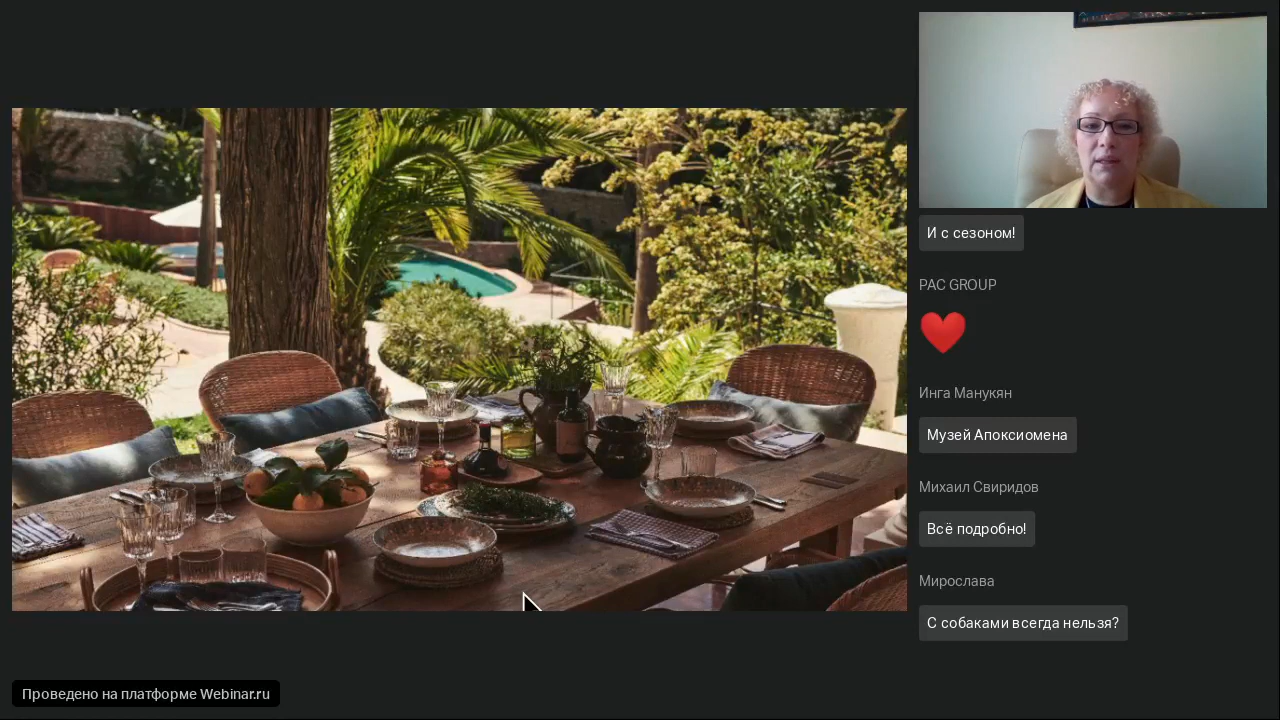 И с сезоном!
PAC GROUP
Инга Манукян
Музей Апоксиомена
Михаил Свиридов
Всё подробно!
Мирослава
С собаками всегда нельзя?
Проведено на платформе Webinar.ru